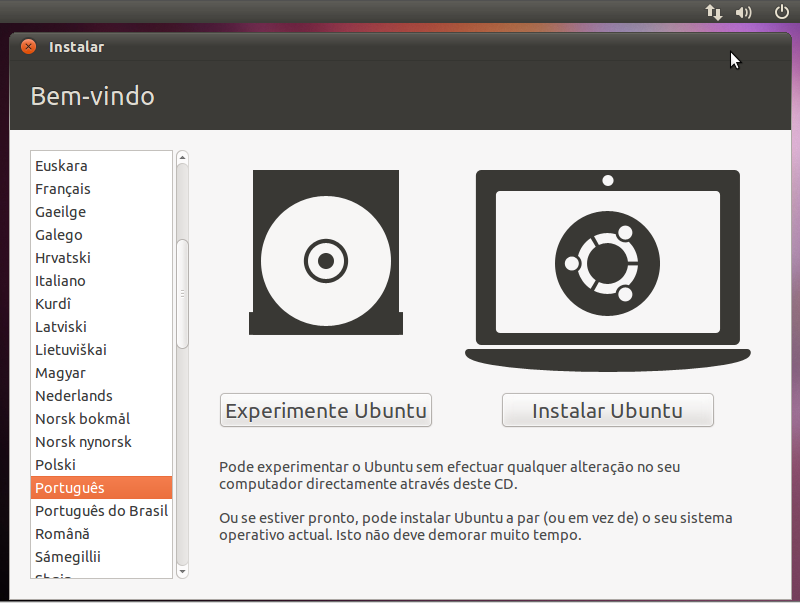 Instalar
Bem-vindo
Euskara
Français
Gaeilge
Galego
Hrvatski
Italiano
Kurdî
Latviski
Lietuviškai
Magyar
Nederlands
Norsk bokmål
Norsk nynorsk
Polski
Português
Português do Brasil
Română
Sámegillii
Shqip
Experimente Ubuntu
Instalar Ubuntu
Pode experimentar o Ubuntu sem efectuar qualquer alteração no seu
computador directamente através deste CD.
Ou se estiver pronto, pode instalar Ubuntu a par (ou em vez de) o seu sistema
operativo actual. Isto não deve demorar muito tempo.